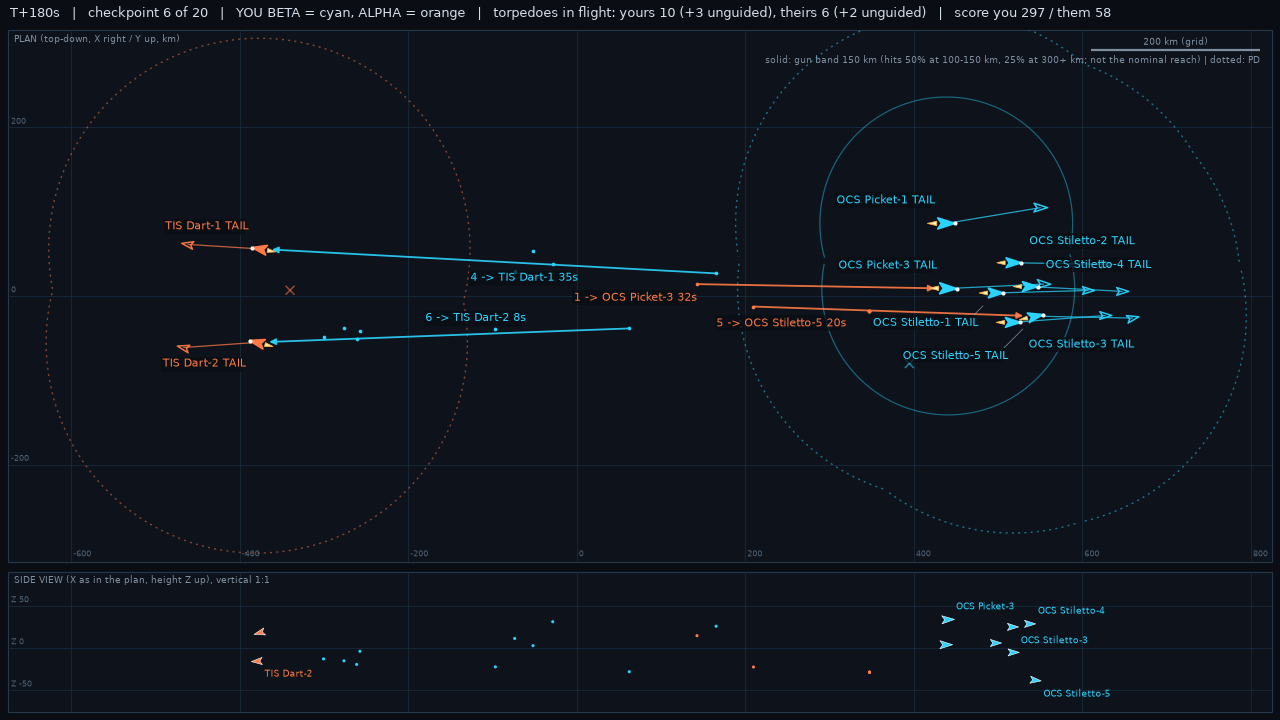 T+180s | checkpoint 6 of 20 | YOU BETA = cyan, ALPHA = orange | torpedoes in flight: yours 10 (+3 unguided), theirs 6 (+2 unguided) | score you 297 / them 58
PLAN (top-down, X right / Y up, km)
200 km (grid)
solid: gun band 150 km (hits 50% at 100-150 km, 25% at 300+ km; not the nominal reach) | dotted: PD
200
OCS Picket-1 TAIL
TIS Dart-1 TAIL
OCS Stiletto-2 TAIL
OCS Picket-3 TAIL
OCS Stiletto-4 TAIL
4 -> TIS Dart-1 35s
0
1 -> OCS Picket-3 32s
6 -> TIS Dart-2 8s
5 -> OCS Stiletto-5 20s
OCS Stiletto-1 TAIL
OCS Stiletto-3 TAIL
OCS Stiletto-5 TAIL
TIS Dart-2 TAIL
-200
-600
-400
-200
0
200
400
600
800
SIDE VIEW (X as in the plan, height Z up), vertical 1:1
Z 50
OCS Picket-3
OCS Stiletto-4
Z 0
OCS Stiletto-3
TIS Dart-2
Z -50
OCS Stiletto-5